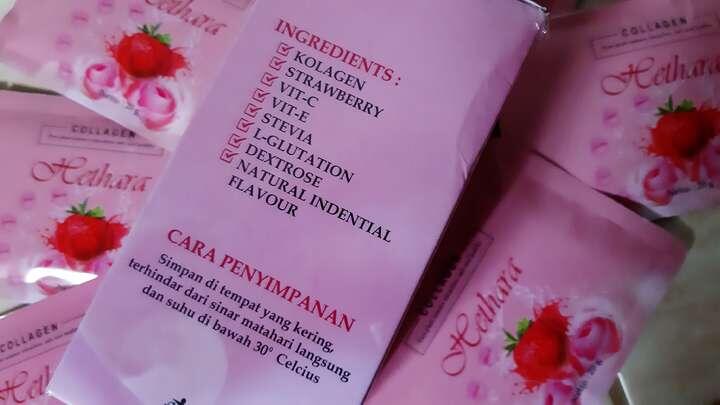 INGREDIENTS :
KOLAGEN
STRAWBERRY
VIT-C
VIT-E
STEVIA
L-GLUTATION
DEXTROSE
NATURAL INDENTIAL
FLAVOUR
CARA PENYIMPANAN
Simpan di tempat yang kering,
terhindar dari sinar matahari langsung
dan suhu di bawah 30° Celcius
COLLAGEN
Hethara
COLLAGEN
Hethara
COLLAGEN
Hethara
COLLAGEN
Hethara
COLLAGEN